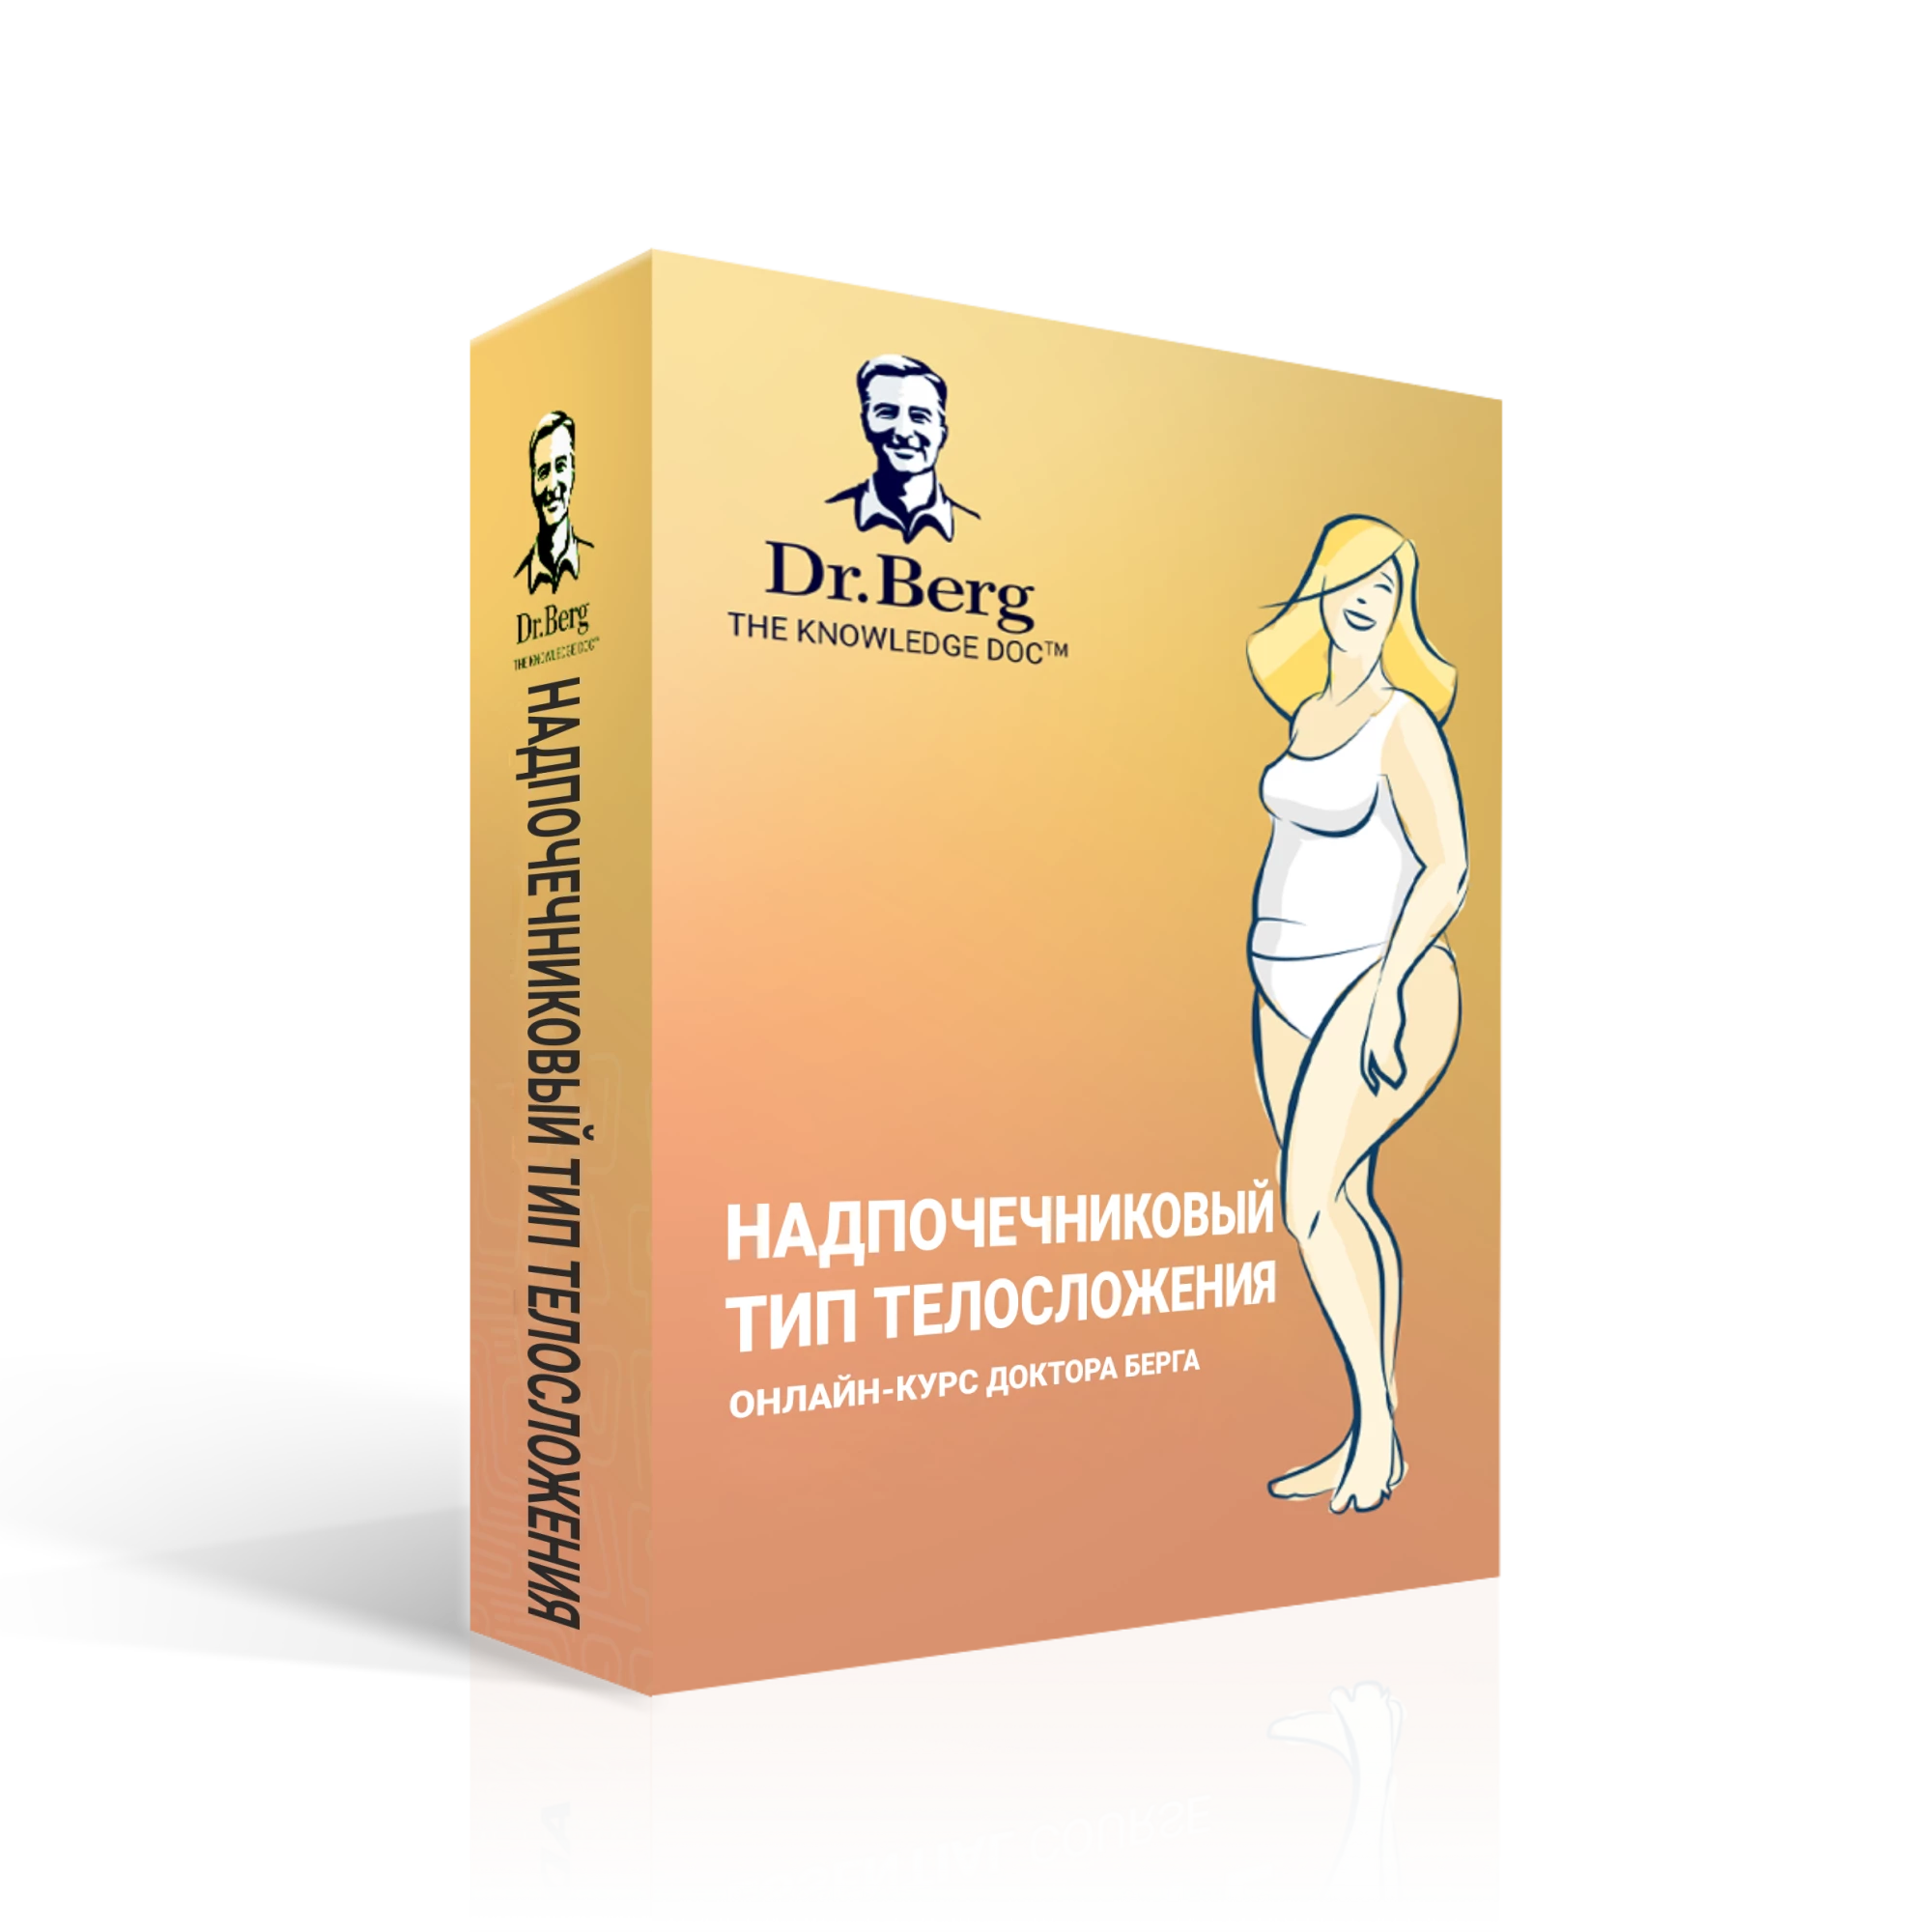 Dr.Berg
THE KNOWLEDGE DOC™
НАДПОЧЕЧНИКОВЫЙ ТИП ТЕЛОСЛОЖЕНИЯ
Dr.Berg
THE KNOWLEDGE DOC™
НАДПОЧЕЧНИКОВЫЙ
ТИП ТЕЛОСЛОЖЕНИЯ
ОНЛАЙН-КУРС ДОКТОРА БЕРГА